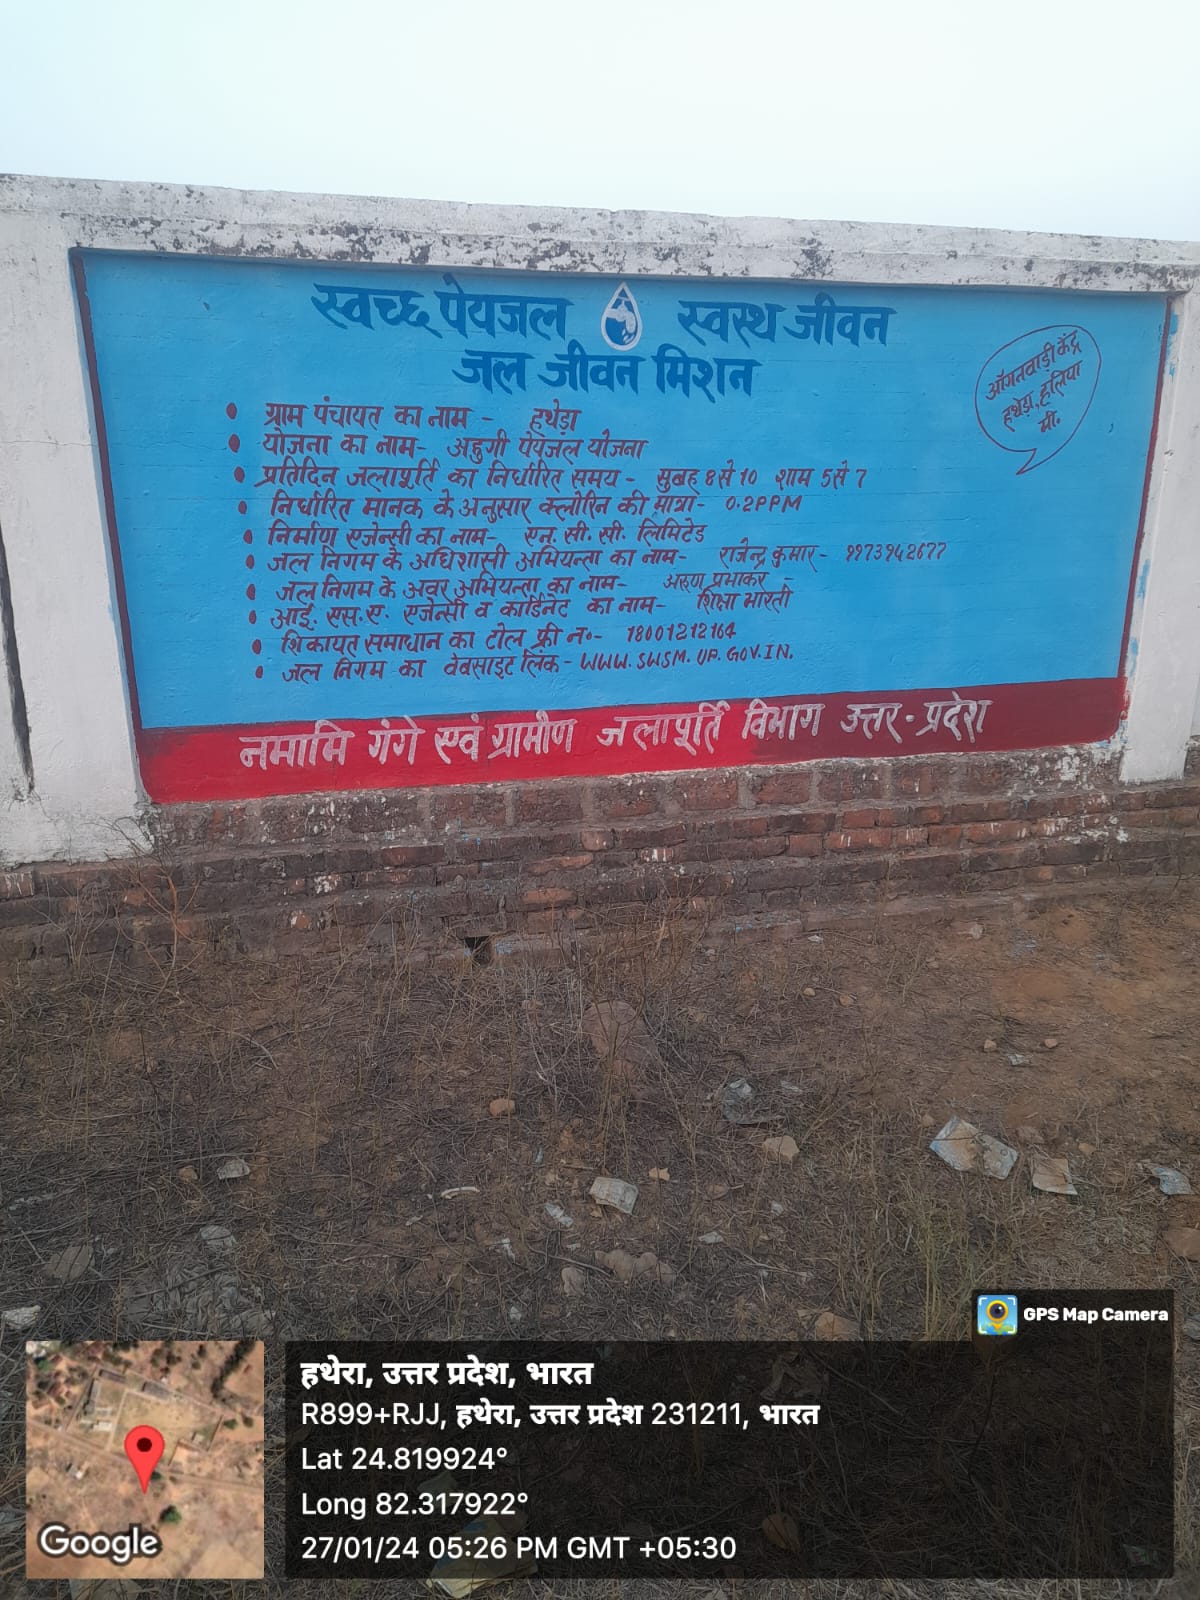 स्वच्छ पेयजल स्वस्थ जीवन
जल जीवन मिशन
आँगनवाड़ी केंद्र
हथेड़ा, हलिया
मी.
• ग्राम पंचायत का नाम - हथेड़ा
• योजना का नाम- अहुगी पेयजल योजना
• प्रतिदिन जलापूर्ति का निर्धारित समय - सुबह 8 से 10 शाम 5 से 7
• निर्धारित मानक के अनुसार क्लोरिन की मात्रा- 0.2PPM
• निर्माण एजेन्सी का नाम- एन. सी. सी. लिमिटेड
• जल निगम के अधिशासी अभियन्ता का नाम- राजेन्द्र कुमार- ११7३९42677
• जल निगम के अवर अभियन्ता का नाम- अरुण प्रभाकर -
• आई. एस. ए. एजेन्सी व कार्डिनेट का नाम- शिक्षा भारती
• शिकायत समाधान का टोल फ्री न०- 18001212164
• जल निगम का वेबसाइट लिंक - WWW. SWSM. UP. GOV. IN.
नमामि गंगे एवं ग्रामीण जलापूर्ति विभाग उत्तर-प्रदेश
GPS Map Camera
हथेरा, उत्तर प्रदेश, भारत
R899+RJJ, हथेरा, उत्तर प्रदेश 231211, भारत
Lat 24.819924°
Long 82.317922°
27/01/24 05:26 PM GMT +05:30
Google